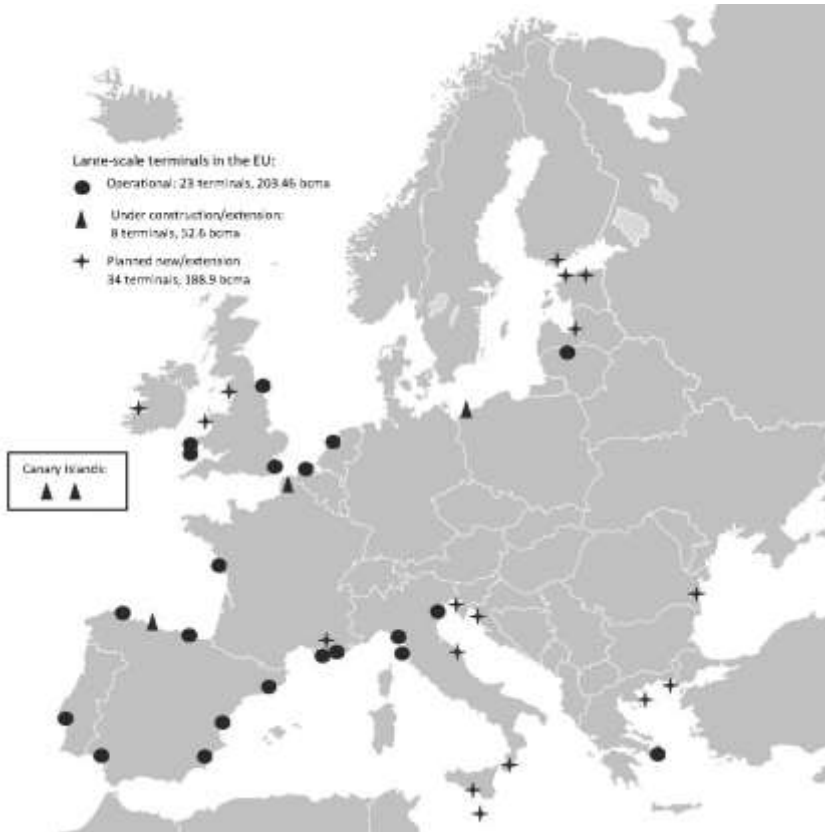 Large-scale terminals in the EU:
Operational: 23 terminals, 203.46 bcma
Under construction/extension:
8 terminals, 52.6 bcma
Planned new/extension
34 terminals, 188.9 bcma
Canary Islands: